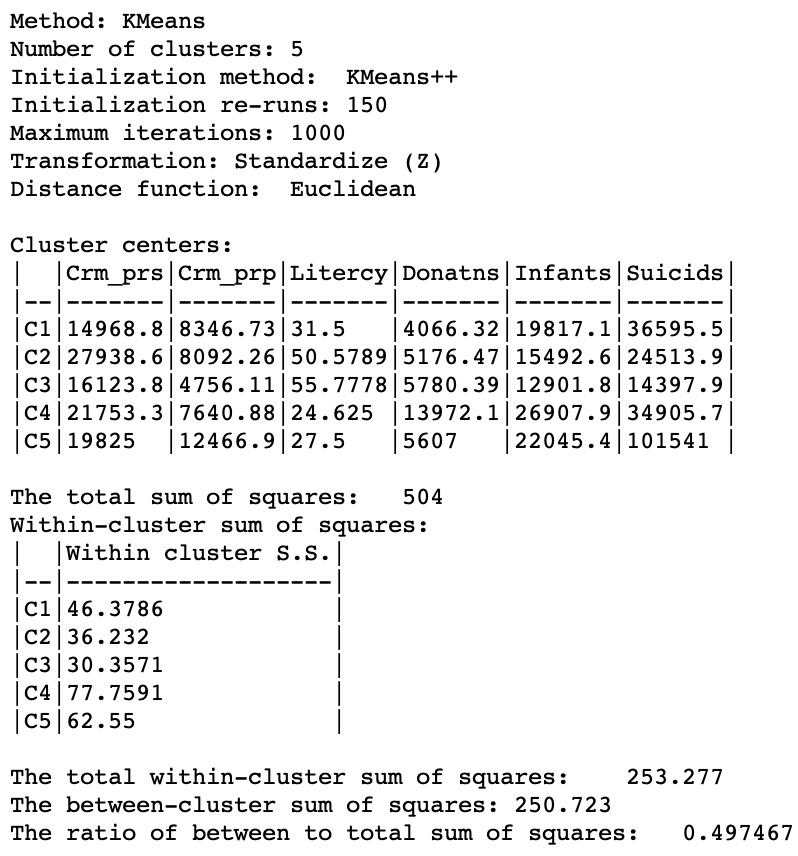 Method: KMeans
Number of clusters: 5
Initialization method:  KMeans++
Initialization re-runs: 150
Maximum iterations: 1000
Transformation: Standardize (Z)
Distance function:  Euclidean
Cluster centers:
|  |Crm_prs|Crm_prp|Litercy|Donatns|Infants|Suicids|
|--|-------|-------|-------|-------|-------|-------|
|C1|14968.8|8346.73|31.5   |4066.32|19817.1|36595.5|
|C2|27938.6|8092.26|50.5789|5176.47|15492.6|24513.9|
|C3|16123.8|4756.11|55.7778|5780.39|12901.8|14397.9|
|C4|21753.3|7640.88|24.625 |13972.1|26907.9|34905.7|
|C5|19825  |12466.9|27.5   |5607   |22045.4|101541 |
The total sum of squares:   504
Within-cluster sum of squares:
|  |Within cluster S.S.|
|--|-------------------|
|C1|46.3786            |
|C2|36.232             |
|C3|30.3571            |
|C4|77.7591            |
|C5|62.55              |
The total within-cluster sum of squares:    253.277
The between-cluster sum of squares: 250.723
The ratio of between to total sum of squares:   0.497467